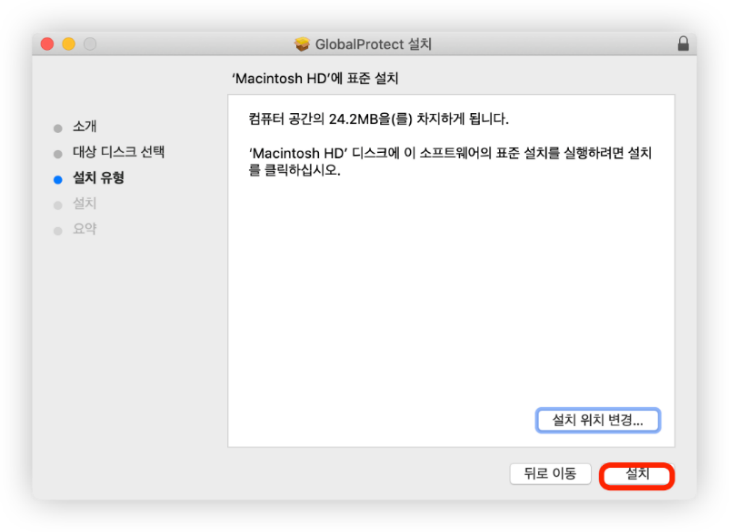 GlobalProtect 설치
‘Macintosh HD’에 표준 설치
소개
대상 디스크 선택
설치 유형
설치
요약
컴퓨터 공간의 24.2MB을(를) 차지하게 됩니다.
‘Macintosh HD’ 디스크에 이 소프트웨어의 표준 설치를 실행하려면 설치
를 클릭하십시오.
설치 위치 변경...
뒤로 이동
설치